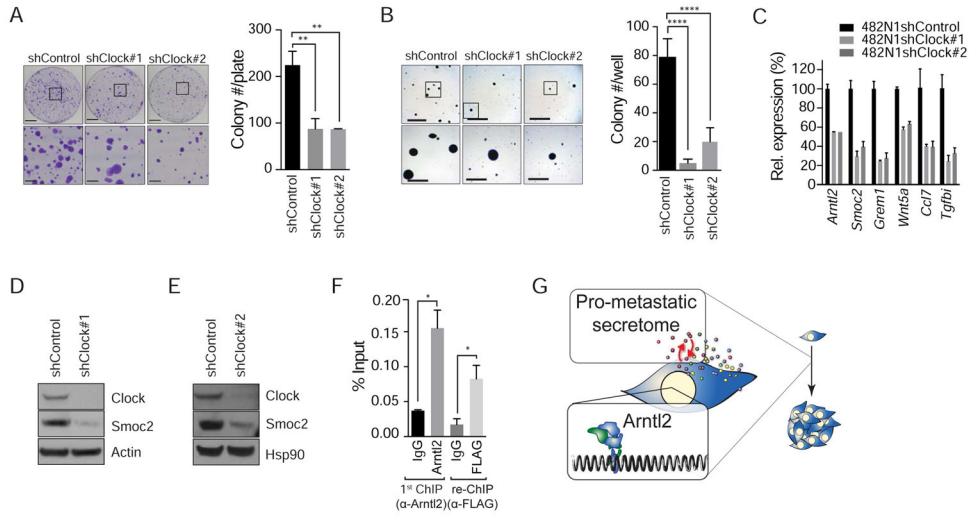 A
shControl shClock#1 shClock#2
Colony #/plate
300
200
100
0
**
**
shControl
shClock#1
shClock#2
B
shControl shClock#1 shClock#2
Colony #/well
100
80
60
40
20
0
****
****
shControl
shClock#1
shClock#2
C
482N1shControl
482N1shClock#1
482N1shClock#2
Rel. expression (%)
120
100
80
60
40
20
0
Arntl2
Smoc2
Grem1
Wnt5a
Ccl7
Tgfbi
D
shControl
shClock#1
Clock
Smoc2
Actin
E
shControl
shClock#2
Clock
Smoc2
Hsp90
F
% Input
0.20
0.15
0.10
0.05
0.00
*
*
IgG
Arntl2
IgG
FLAG
1st ChIP re-ChIP
(α-Arntl2)(α-FLAG)
G
Pro-metastatic
secretome
Arntl2